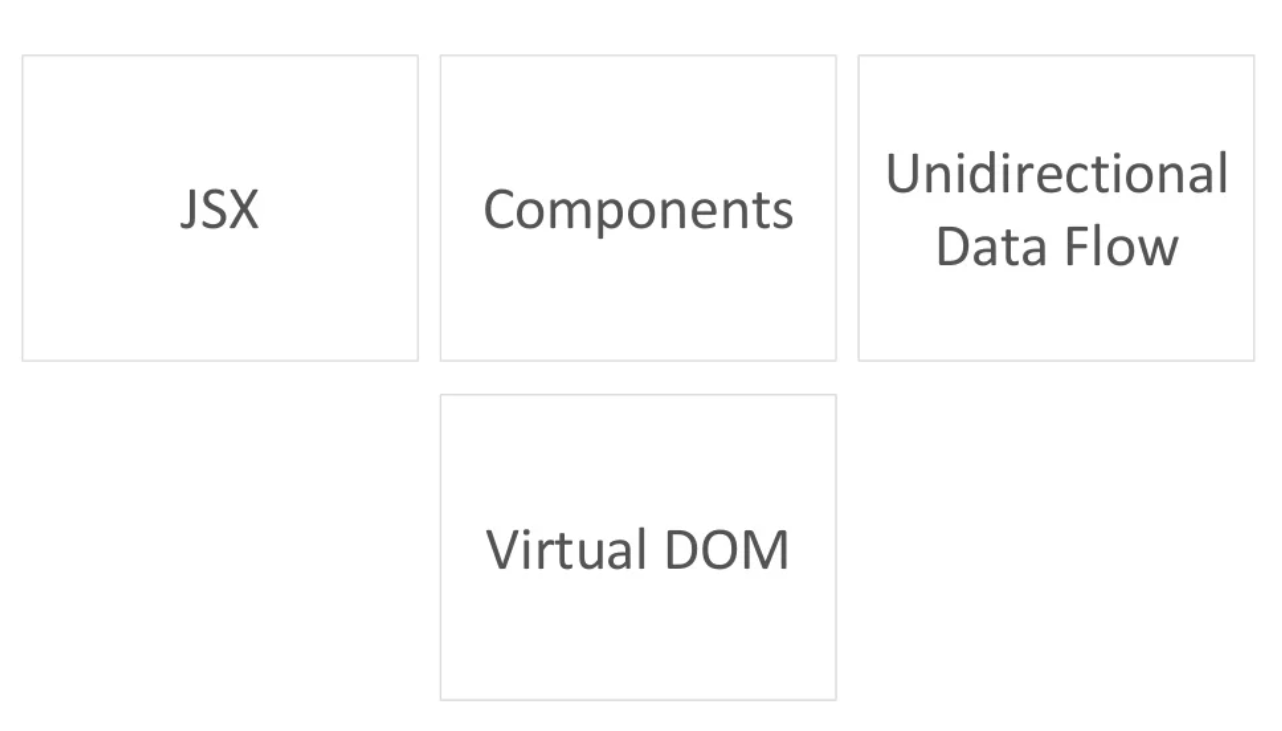 JSX
Components
Unidirectional
Data Flow
Virtual DOM